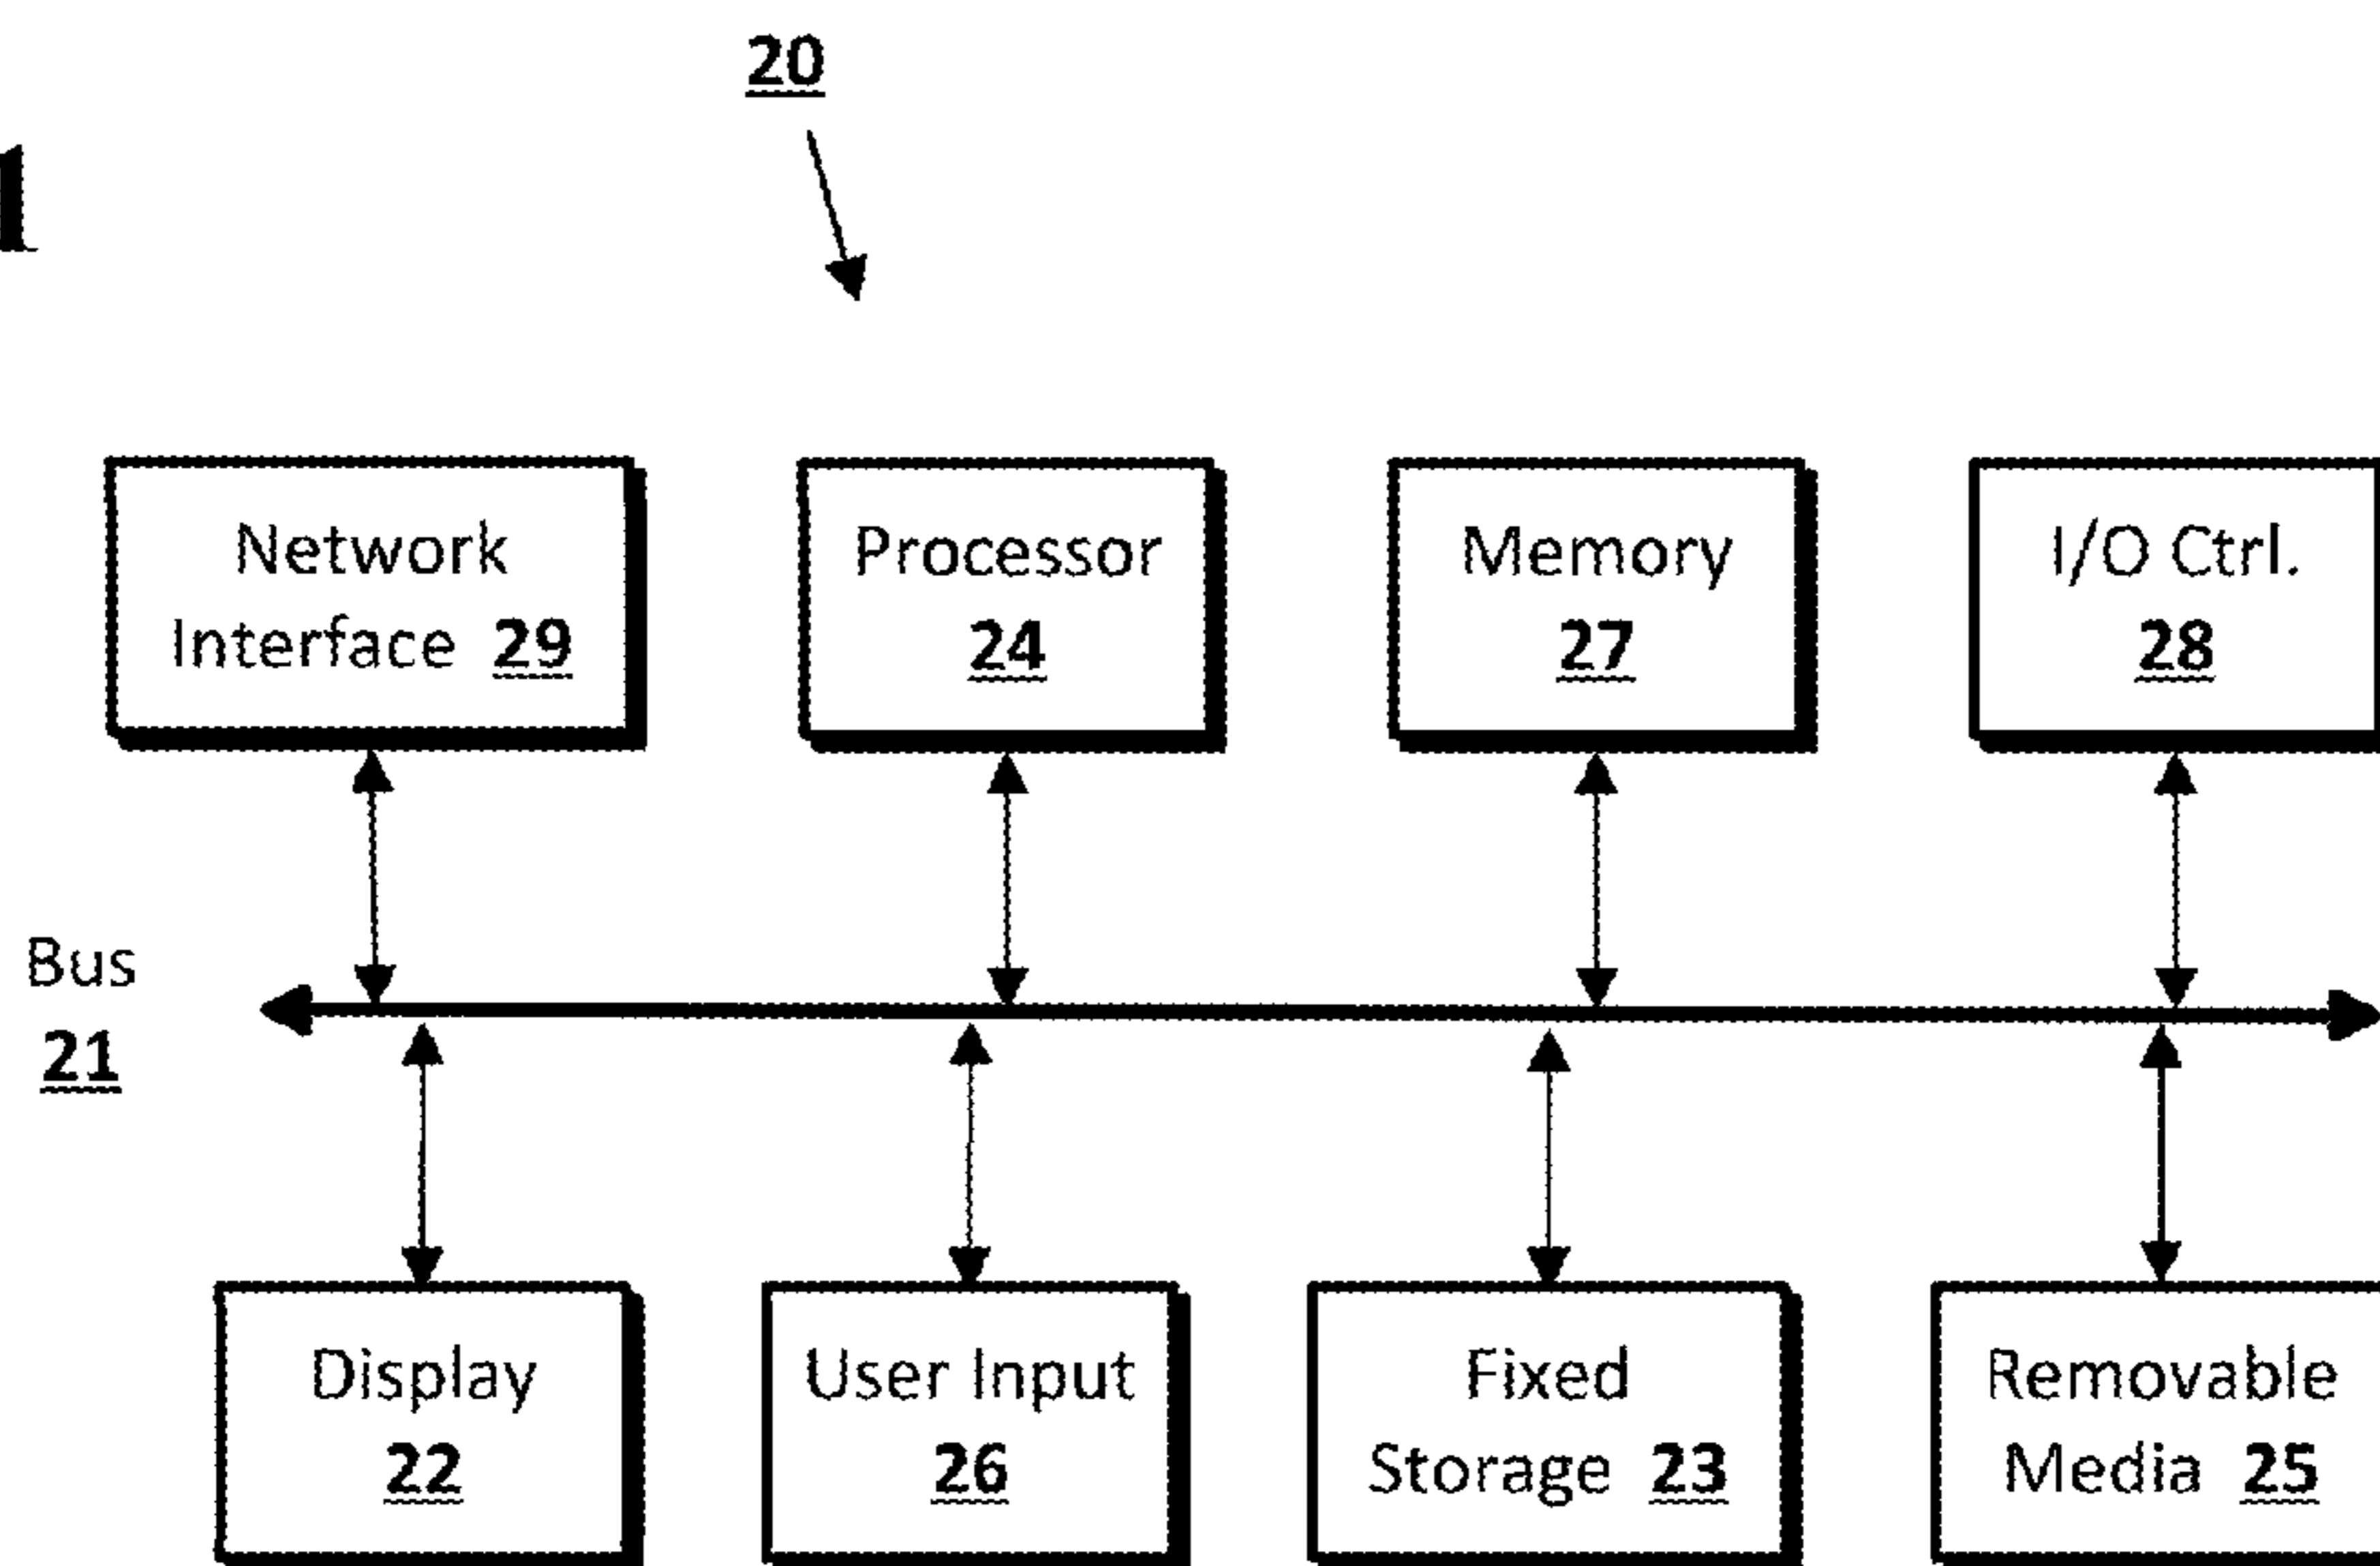 20
1
Network
Interface 29
Processor
24
Memory
27
I/O Ctrl.
28
Bus
21
Display
22
User Input
26
Fixed
Storage 23
Removable
Media 25